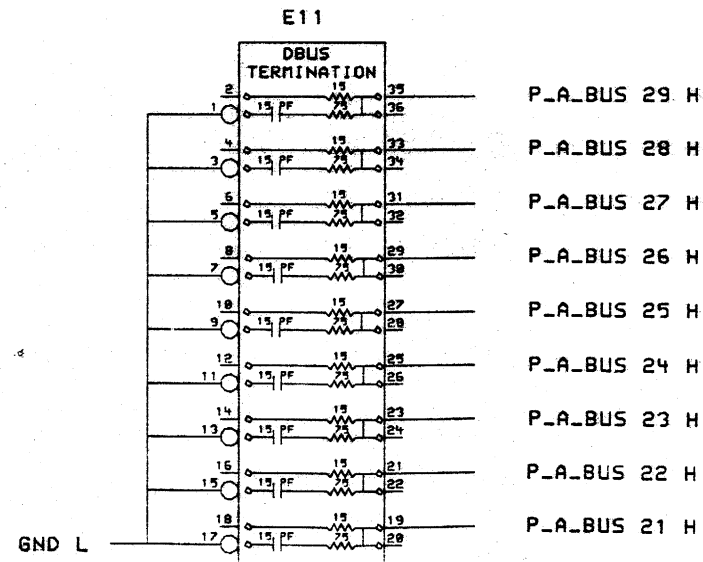 E11
DBUS
TERMINATION
2 15 35 P_A_BUS 29 H
1 15 PF 75 36
4 15 33 P_A_BUS 28 H
3 15 PF 75 34
6 15 31 P_A_BUS 27 H
5 15 PF 75 32
8 15 29 P_A_BUS 26 H
7 15 PF 75 30
10 15 27 P_A_BUS 25 H
9 15 PF 75 28
12 15 25 P_A_BUS 24 H
11 15 PF 75 26
14 15 23 P_A_BUS 23 H
13 15 PF 75 24
16 15 21 P_A_BUS 22 H
15 15 PF 75 22
18 15 19 P_A_BUS 21 H
GND L 17 15 PF 75 20